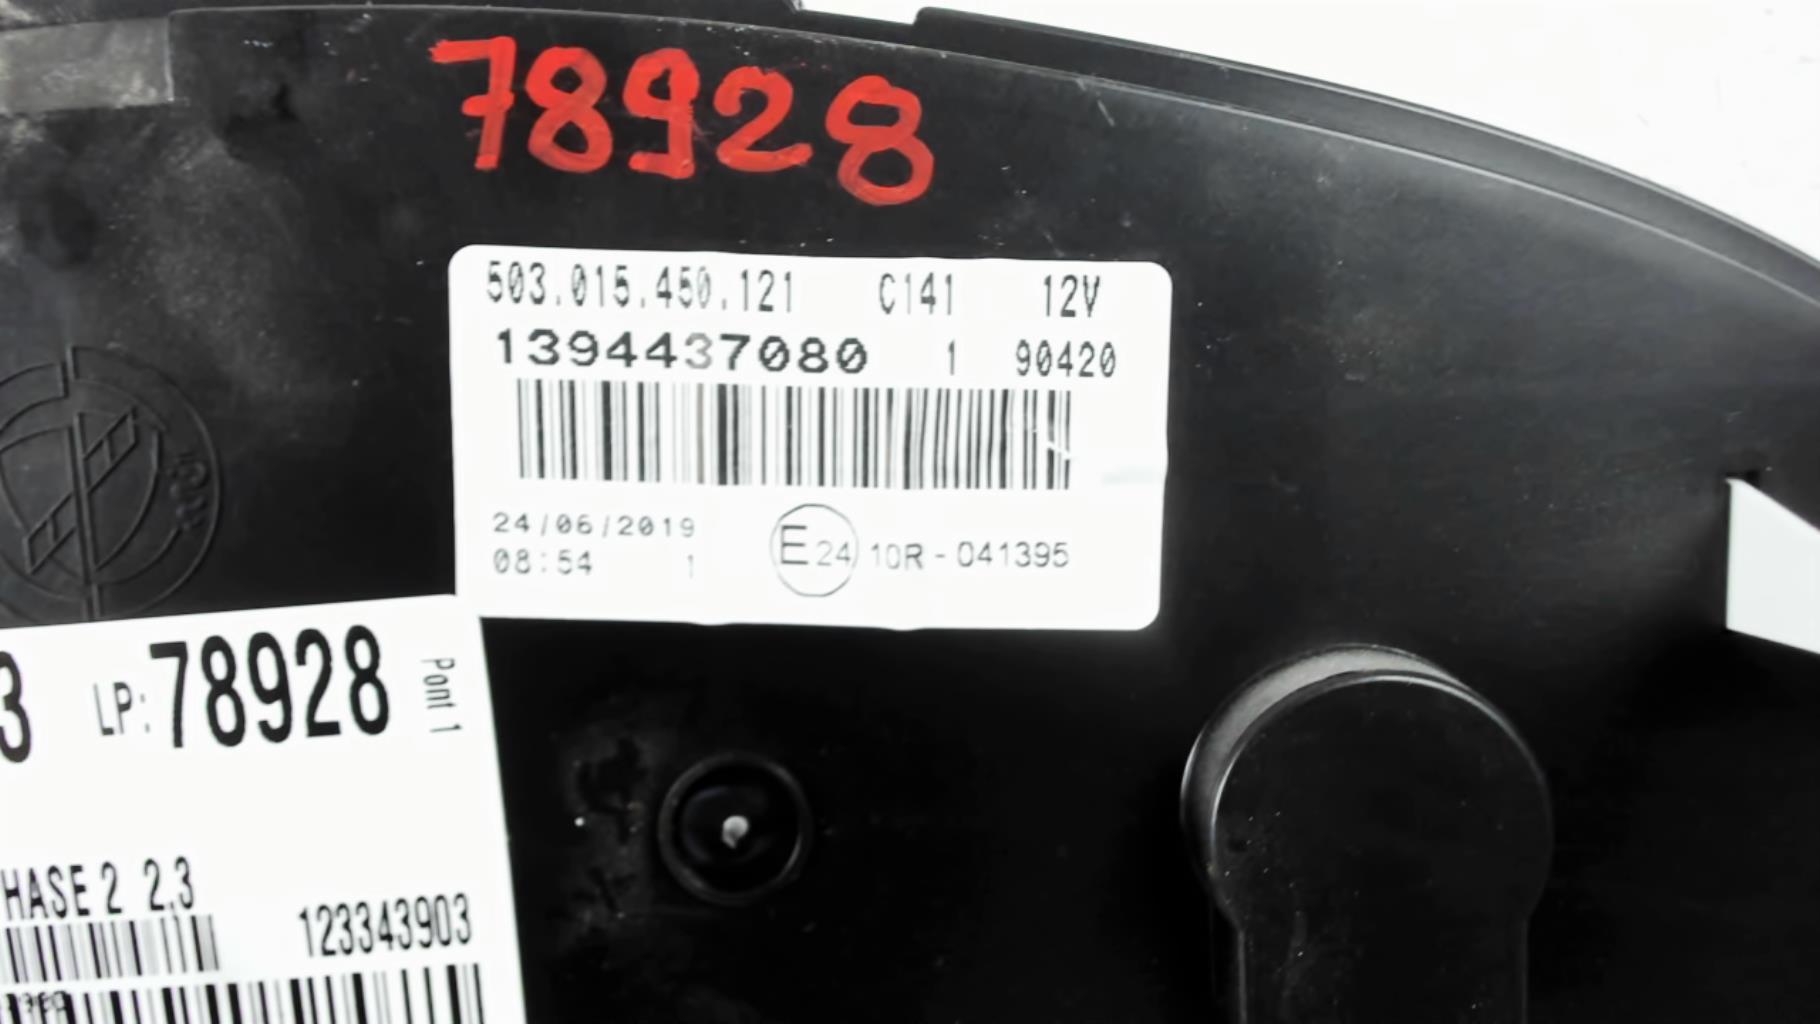 78928
503.015.450.121 C141 12V
1394437080 1 90420
24/06/2019
08:54 1
E24 10R-041395
3 LP: 78928 Pont 1
HASE 2 2.3
123343903